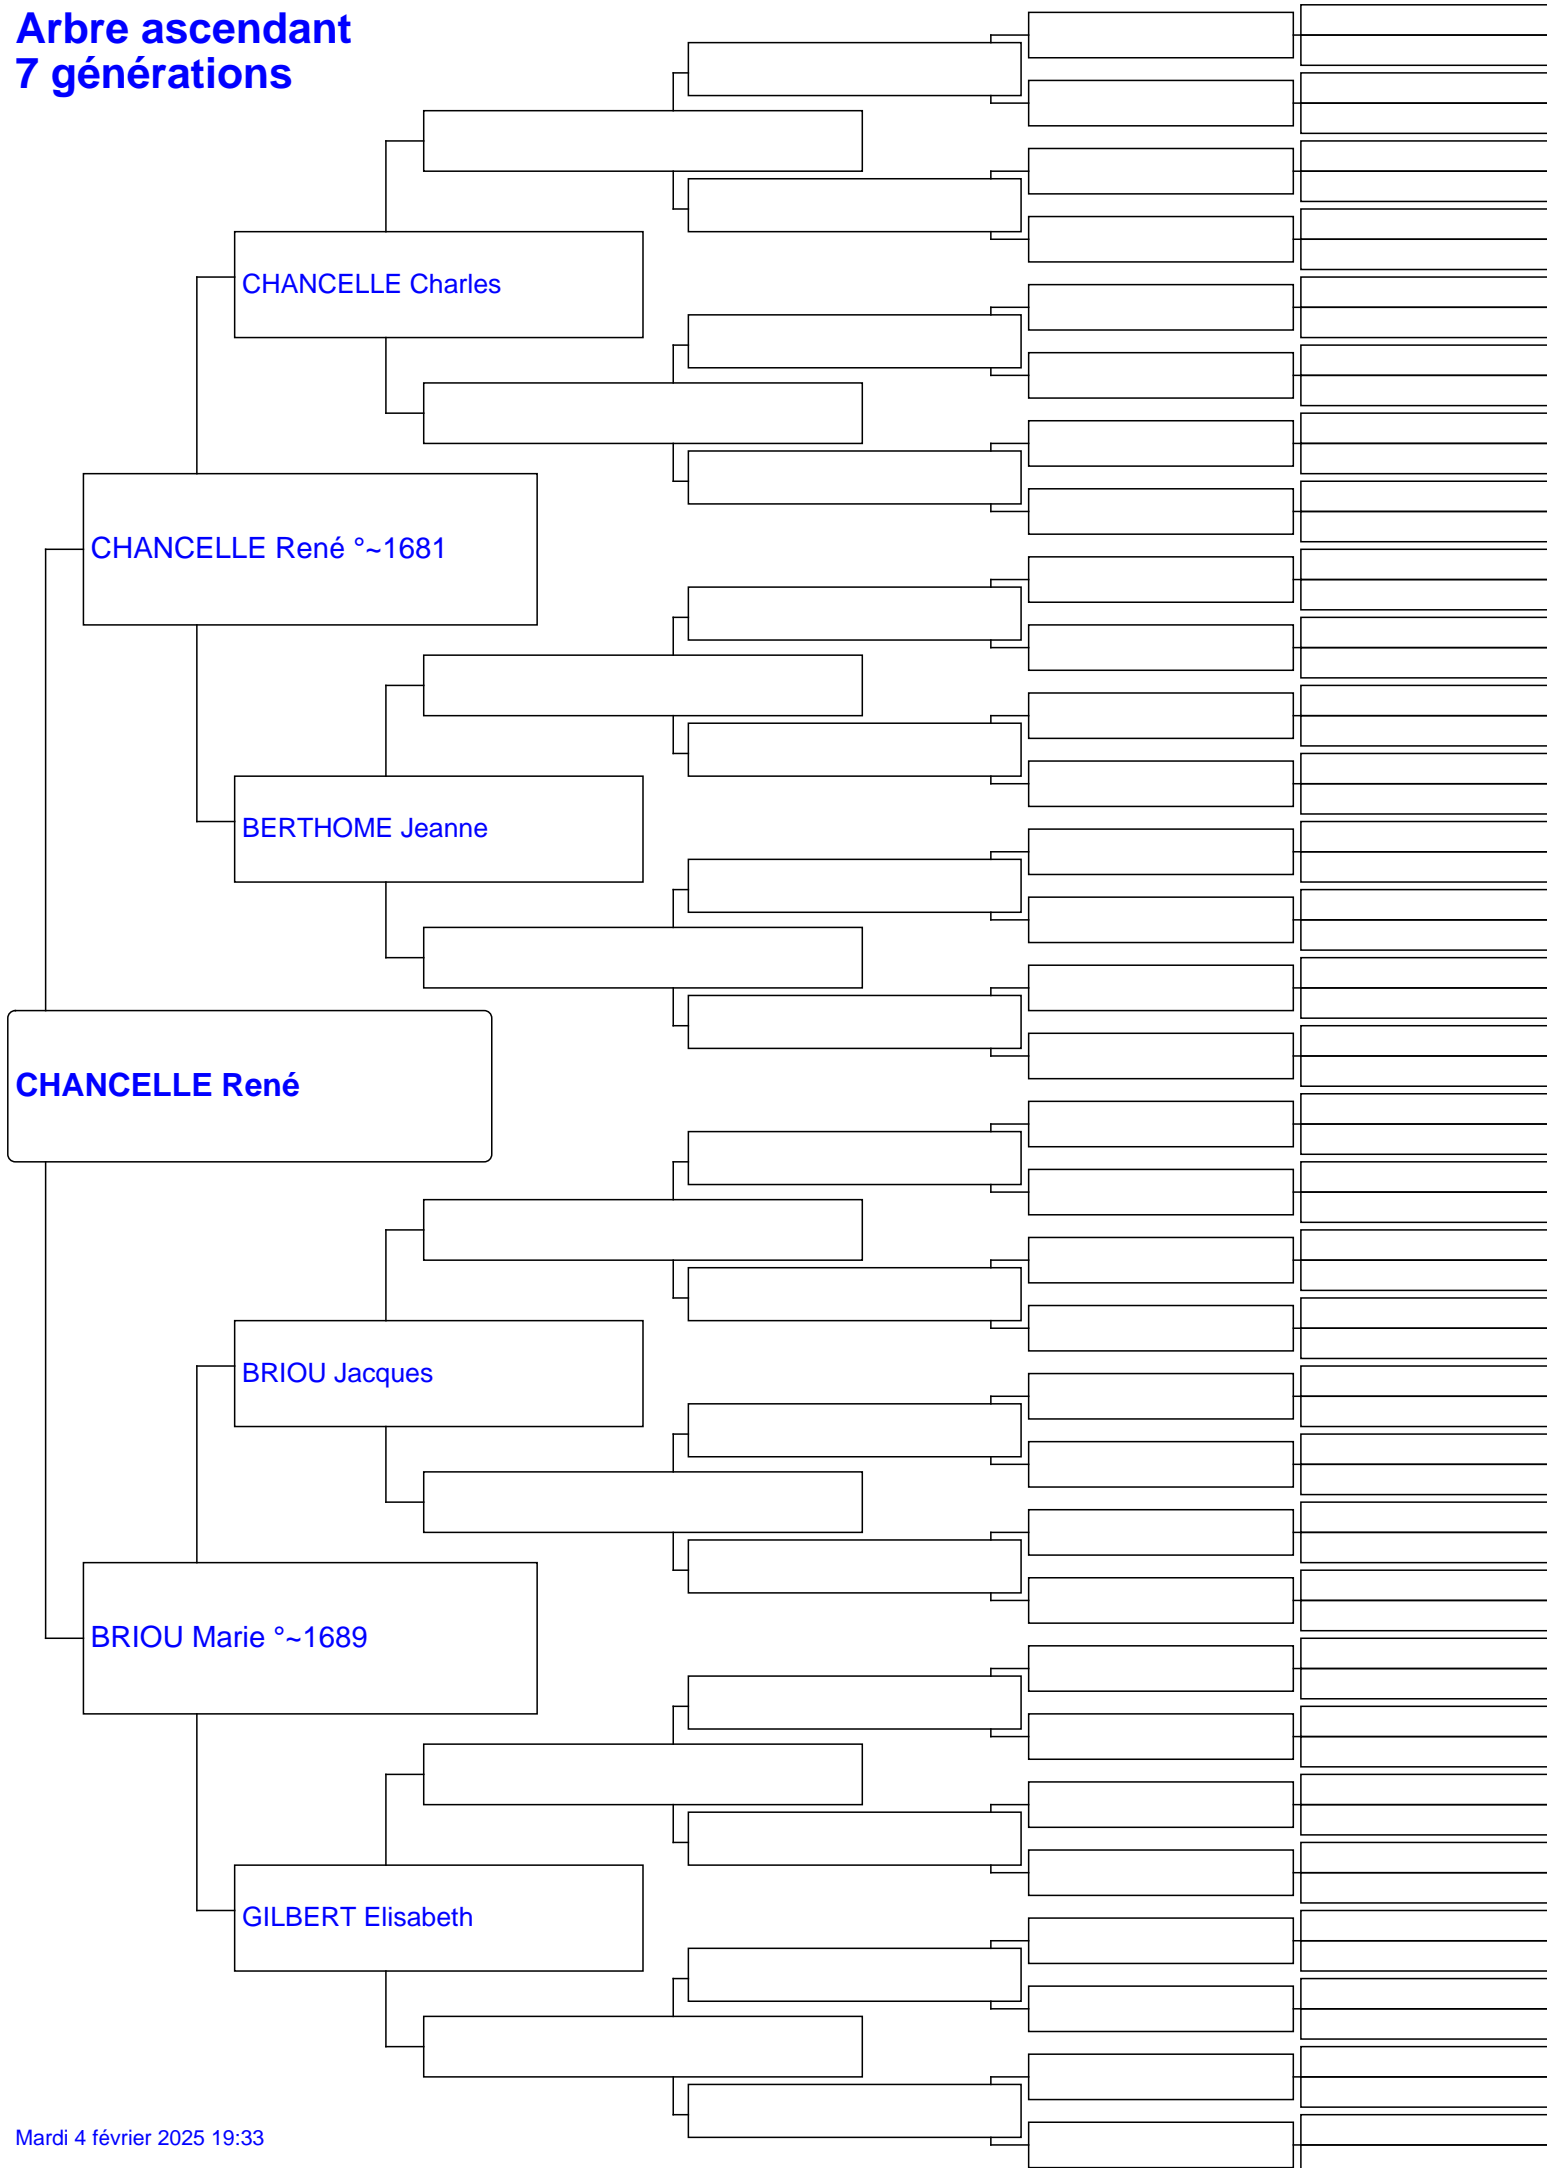 Arbre ascendant
7 générations
CHANCELLE Charles
CHANCELLE René °~1681
BERTHOME Jeanne
CHANCELLE René
BRIOU Jacques
BRIOU Marie °~1689
GILBERT Elisabeth
Mardi 4 février 2025 19:33